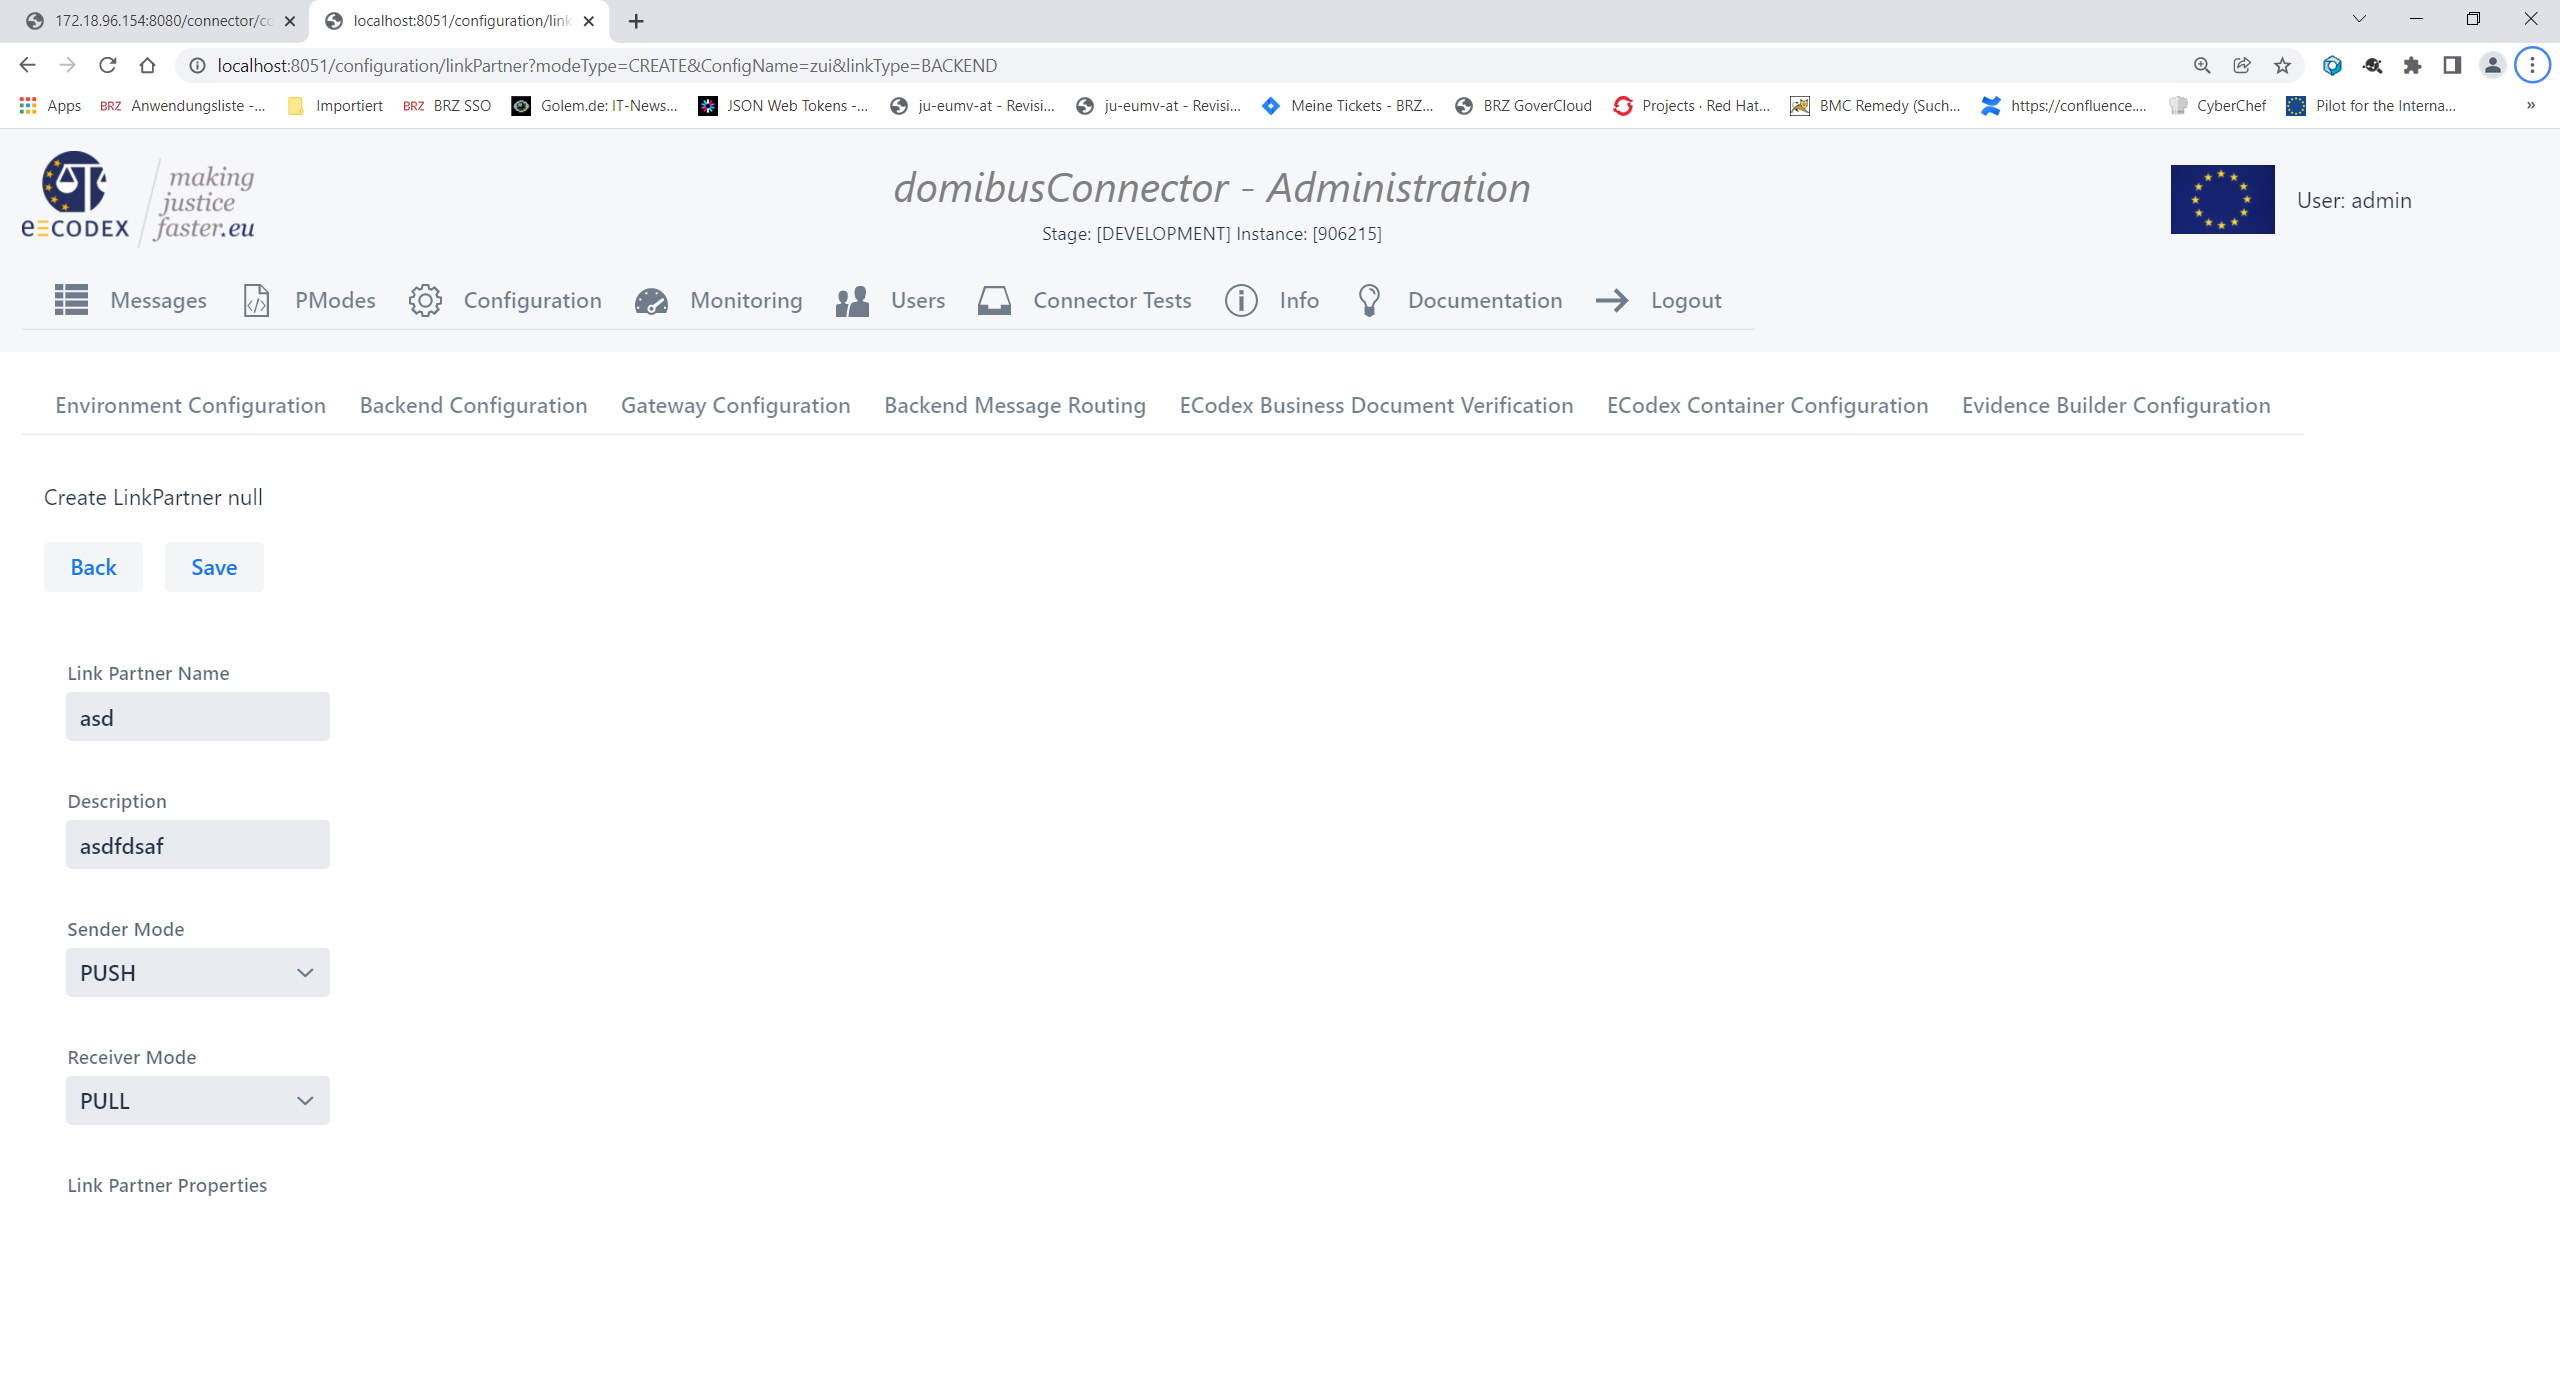 172.18.96.154:8080/connector/co
localhost:8051/configuration/link
localhost:8051/configuration/linkPartner?modeType=CREATE&ConfigName=zui&linkType=BACKEND
Apps
BRZ Anwendungsliste -...
Importiert
BRZ BRZ SSO
Golem.de: IT-News...
JSON Web Tokens -...
ju-eumv-at - Revisi...
ju-eumv-at - Revisi...
Meine Tickets - BRZ...
BRZ GoverCloud
Projects · Red Hat...
BMC Remedy (Such...
https://confluence....
CyberChef
Pilot for the Interna...
»
e-CODEX
making
justice
faster.eu
domibusConnector - Administration
Stage: [DEVELOPMENT] Instance: [906215]
User: admin
Messages
PModes
Configuration
Monitoring
Users
Connector Tests
Info
Documentation
Logout
Environment Configuration
Backend Configuration
Gateway Configuration
Backend Message Routing
ECodex Business Document Verification
ECodex Container Configuration
Evidence Builder Configuration
Create LinkPartner null
Back
Save
Link Partner Name
asd
Description
asdfdsaf
Sender Mode
PUSH
Receiver Mode
PULL
Link Partner Properties